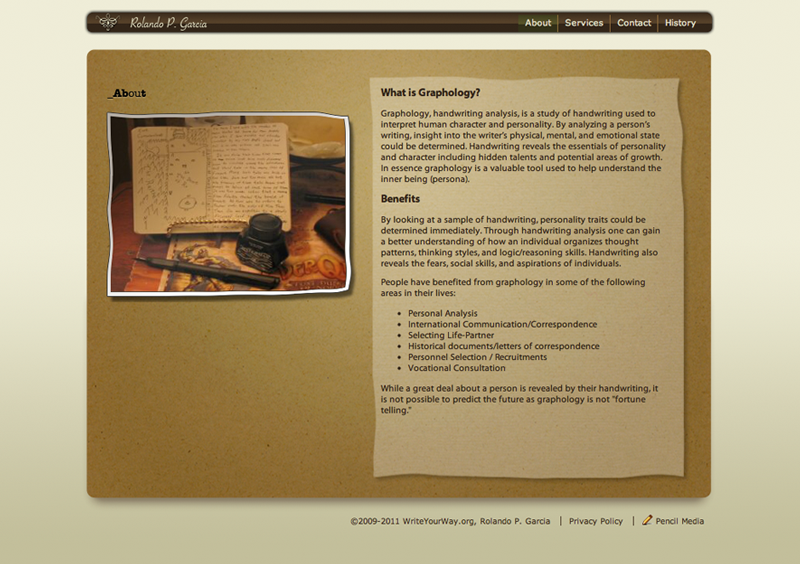 Rolando P. Garcia
About
Services
Contact
History
_About
What is Graphology?
Graphology, handwriting analysis, is a study of handwriting used to
interpret human character and personality. By analyzing a person's
writing, insight into the writer's physical, mental, and emotional state
could be determined. Handwriting reveals the essentials of personality
and character including hidden talents and potential areas of growth.
In essence graphology is a valuable tool used to help understand the
inner being (persona).
Benefits
By looking at a sample of handwriting, personality traits could be
determined immediately. Through handwriting analysis one can gain
a better understanding of how an individual organizes thought
patterns, thinking styles, and logic/reasoning skills. Handwriting also
reveals the fears, social skills, and aspirations of individuals.
People have benefited from graphology in some of the following
areas in their lives:
Personal Analysis
International Communication/Correspondence
Selecting Life-Partner
Historical documents/letters of correspondence
Personnel Selection / Recruitments
Vocational Consultation
While a great deal about a person is revealed by their handwriting, it
is not possible to predict the future as graphology is not "fortune
telling."
©2009-2011 WriteYourWay.org, Rolando P. Garcia | Privacy Policy | Pencil Media